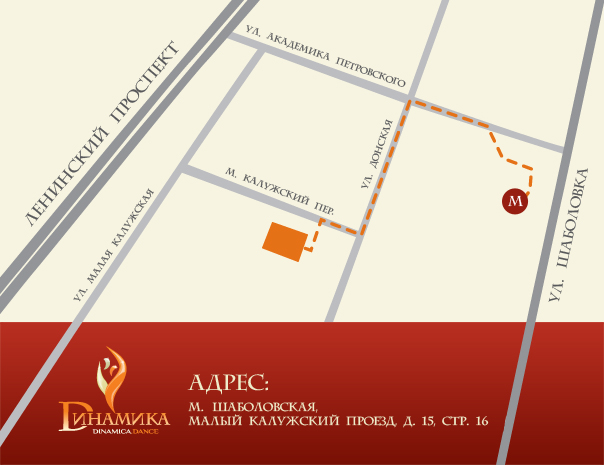 УЛ. АКАДЕМИКА ПЕТРОВСКОГО
ЛЕНИНСКИЙ ПРОСПЕКТ
УЛ. ДОНСКАЯ
М. КАЛУЖСКИЙ ПЕР.
УЛ. МАЛАЯ КАЛУЖСКАЯ
М
УЛ. ШАБОЛОВКА
ДИНАМИКА
DINAMICA.DANCE
АДРЕС:
М. ШАБОЛОВСКАЯ,
МАЛЫЙ КАЛУЖСКИЙ ПРОЕЗД, Д. 15, СТР. 16